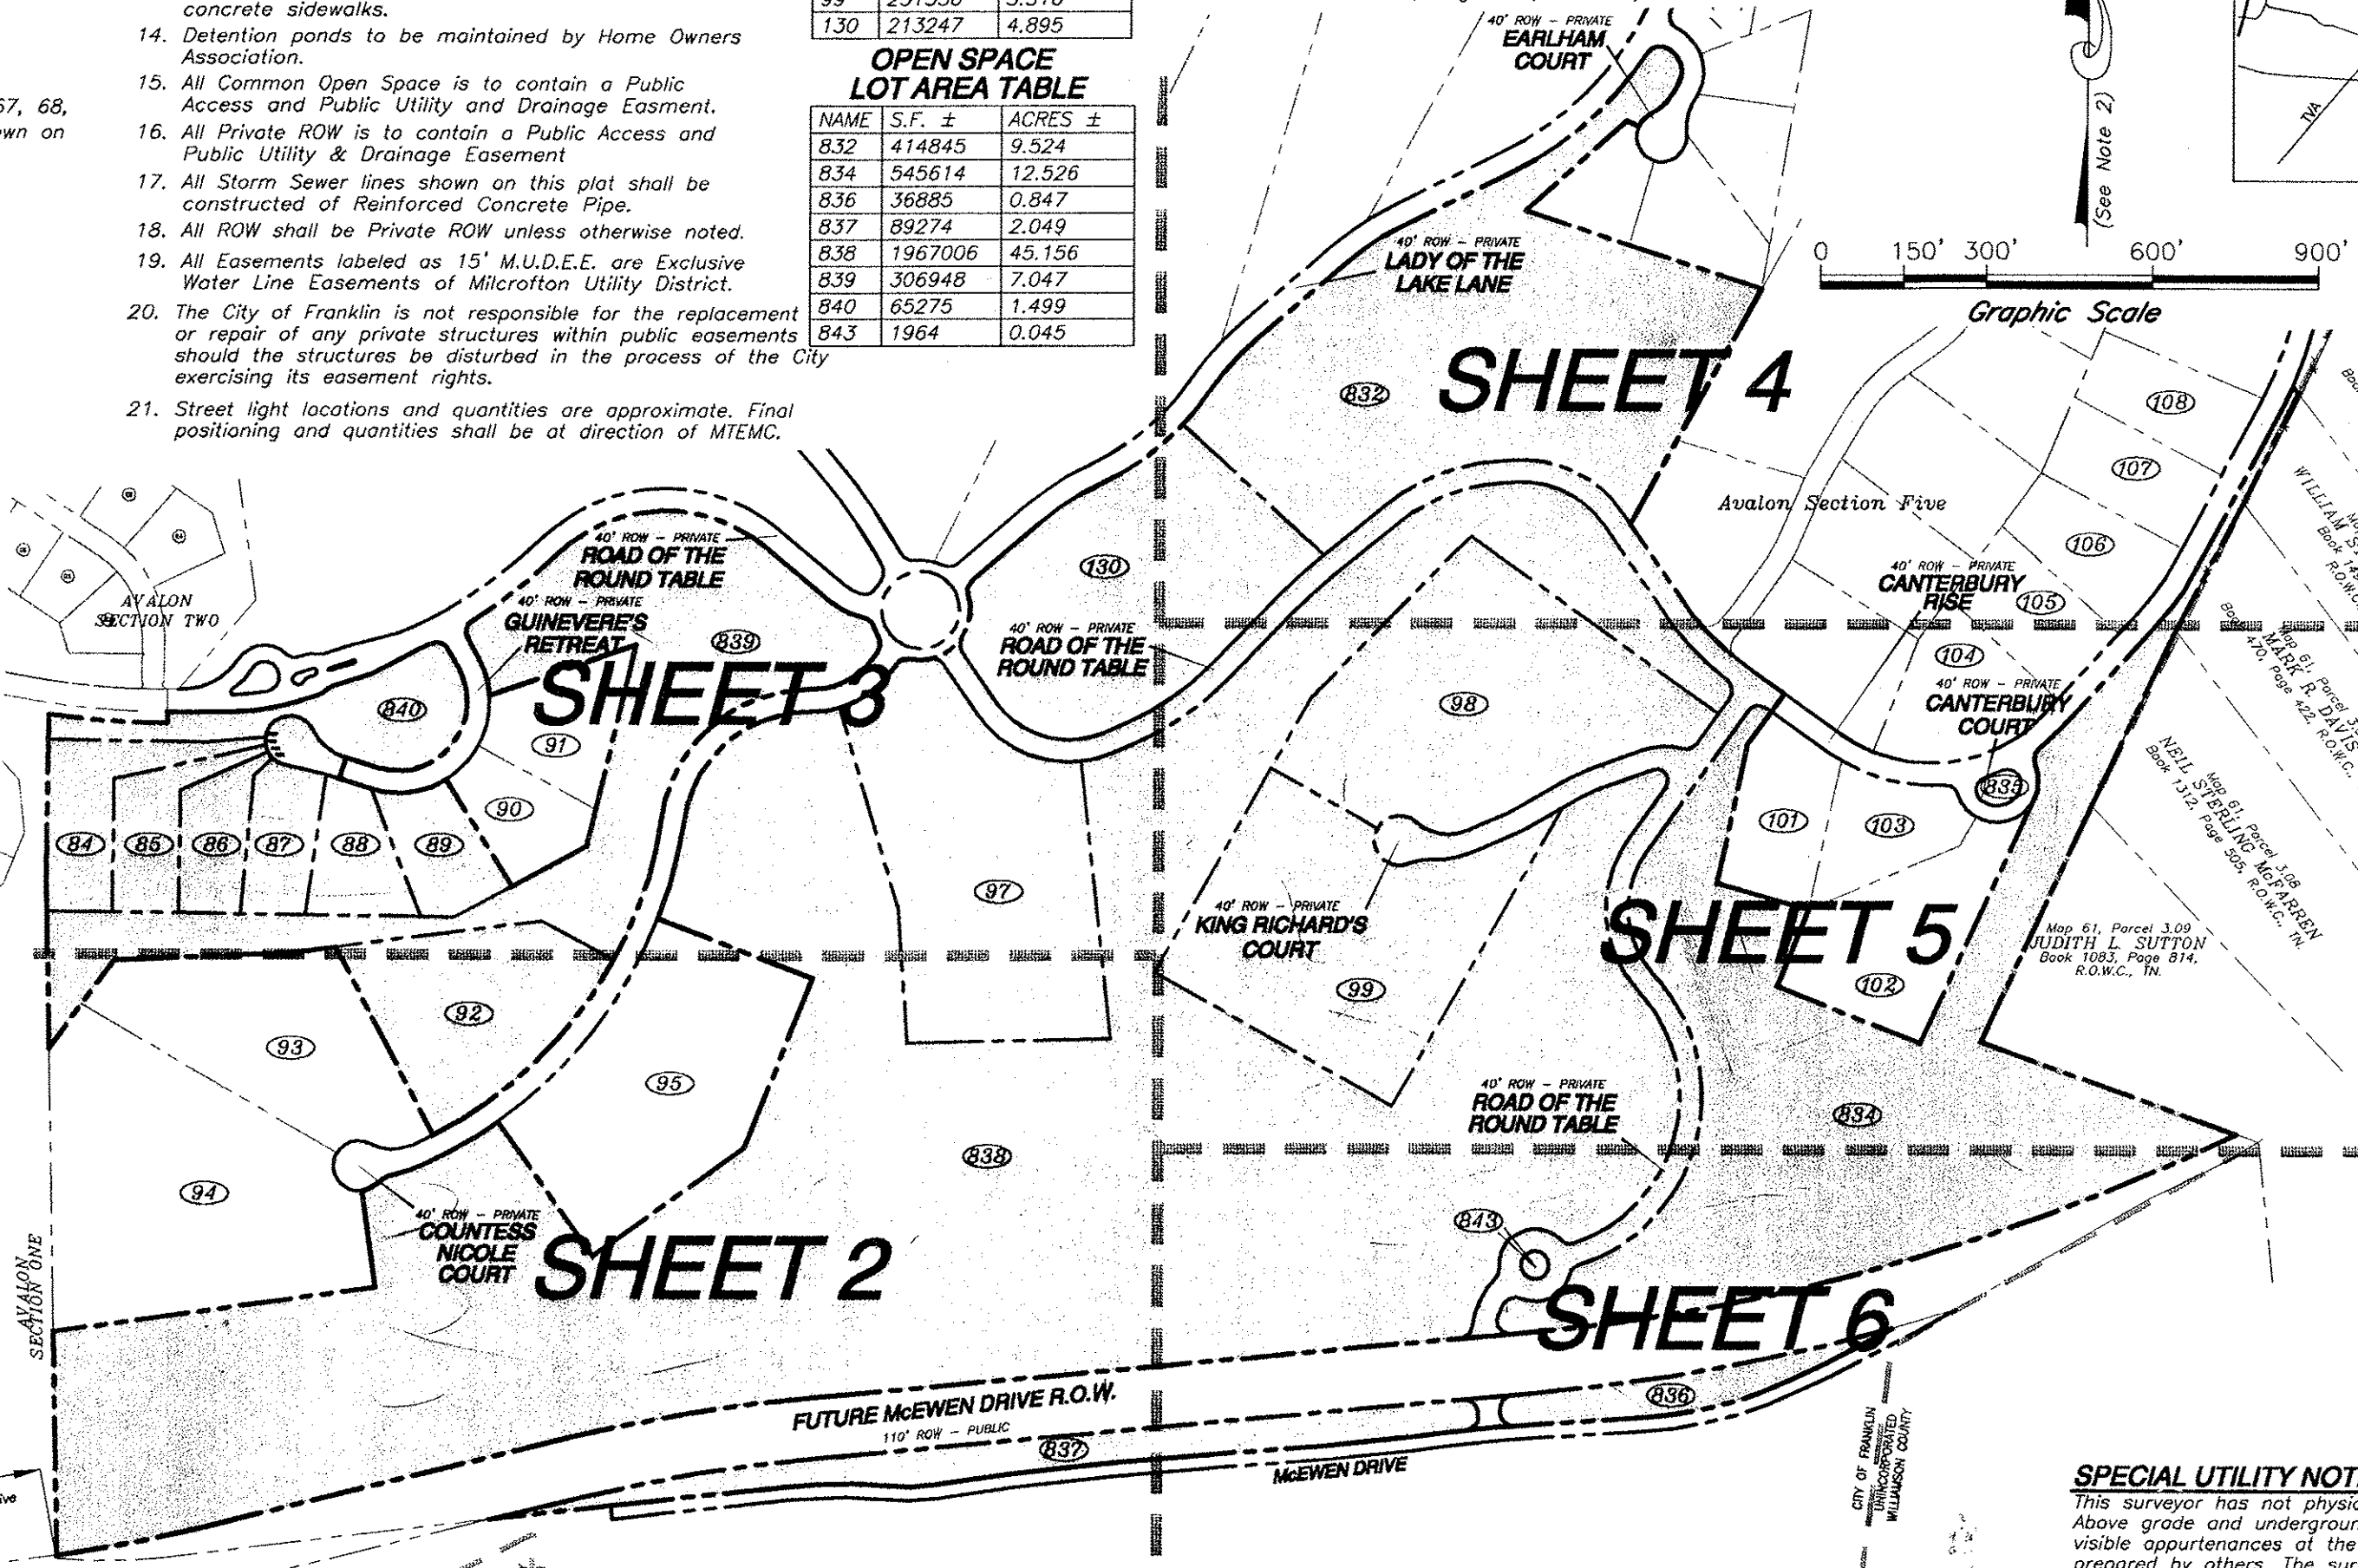 concrete sidewalks.
14. Detention ponds to be maintained by Home Owners
Association.
15. All Common Open Space is to contain a Public
Access and Public Utility and Drainage Easment.
16. All Private ROW is to contain a Public Access and
Public Utility & Drainage Easement
17. All Storm Sewer lines shown on this plat shall be
constructed of Reinforced Concrete Pipe.
18. All ROW shall be Private ROW unless otherwise noted.
19. All Easements labeled as 15' M.U.D.E.E. are Exclusive
Water Line Easements of Milcrofton Utility District.
20. The City of Franklin is not responsible for the replacement
or repair of any private structures within public easements
should the structures be disturbed in the process of the City
exercising its easement rights.
21. Street light locations and quantities are approximate. Final
positioning and quantities shall be at direction of MTEMC.
67, 68,
own on
130 213247 4.895
OPEN SPACE
LOT AREA TABLE
NAME S.F. ± ACRES ±
832 414845 9.524
834 545614 12.526
836 36885 0.847
837 89274 2.049
838 1967006 45.156
839 306948 7.047
840 65275 1.499
843 1964 0.045
40' ROW - PRIVATE
EARLHAM
COURT
(See Note 2)
TVA
0 150' 300' 600' 900'
Graphic Scale
40' ROW - PRIVATE
LADY OF THE
LAKE LANE
832
SHEET 4
108
107
106
105
104
Avalon Section Five
40' ROW - PRIVATE
CANTERBURY
RISE
40' ROW - PRIVATE
CANTERBURY
COURT
835
AVALON
SECTION TWO
40' ROW - PRIVATE
ROAD OF THE
ROUND TABLE
40' ROW - PRIVATE
GUINEVERE'S
RETREAT
839
SHEET 3
130
40' ROW - PRIVATE
ROAD OF THE
ROUND TABLE
98
840
91
90
84
85
86
87
88
89
97
101
103
40' ROW - PRIVATE
KING RICHARD'S
COURT
SHEET 5
99
102
Map 61, Parcel 3.08
NEIL STERLING McFARREN
Book 1312, Page 505, R.O.W.C., TN.
MARK R. DAVIS
470, Page 422, R.O.W.C.,
Map 61, Parcel 3.09
JUDITH L. SUTTON
Book 1083, Page 814,
R.O.W.C., TN.
92
93
95
94
40' ROW - PRIVATE
COUNTESS
NICOLE
COURT
SHEET 2
838
40' ROW - PRIVATE
ROAD OF THE
ROUND TABLE
834
843
SHEET 6
AVALON
SECTION ONE
FUTURE McEWEN DRIVE R.O.W.
110' ROW - PUBLIC
837
836
McEWEN DRIVE
CITY OF FRANKLIN
UNINCORPORATED
WILLIAMSON COUNTY
SPECIAL UTILITY NOT
This surveyor has not physic
Above grade and undergroun
visible appurtenances at the
prepared by others. The sur